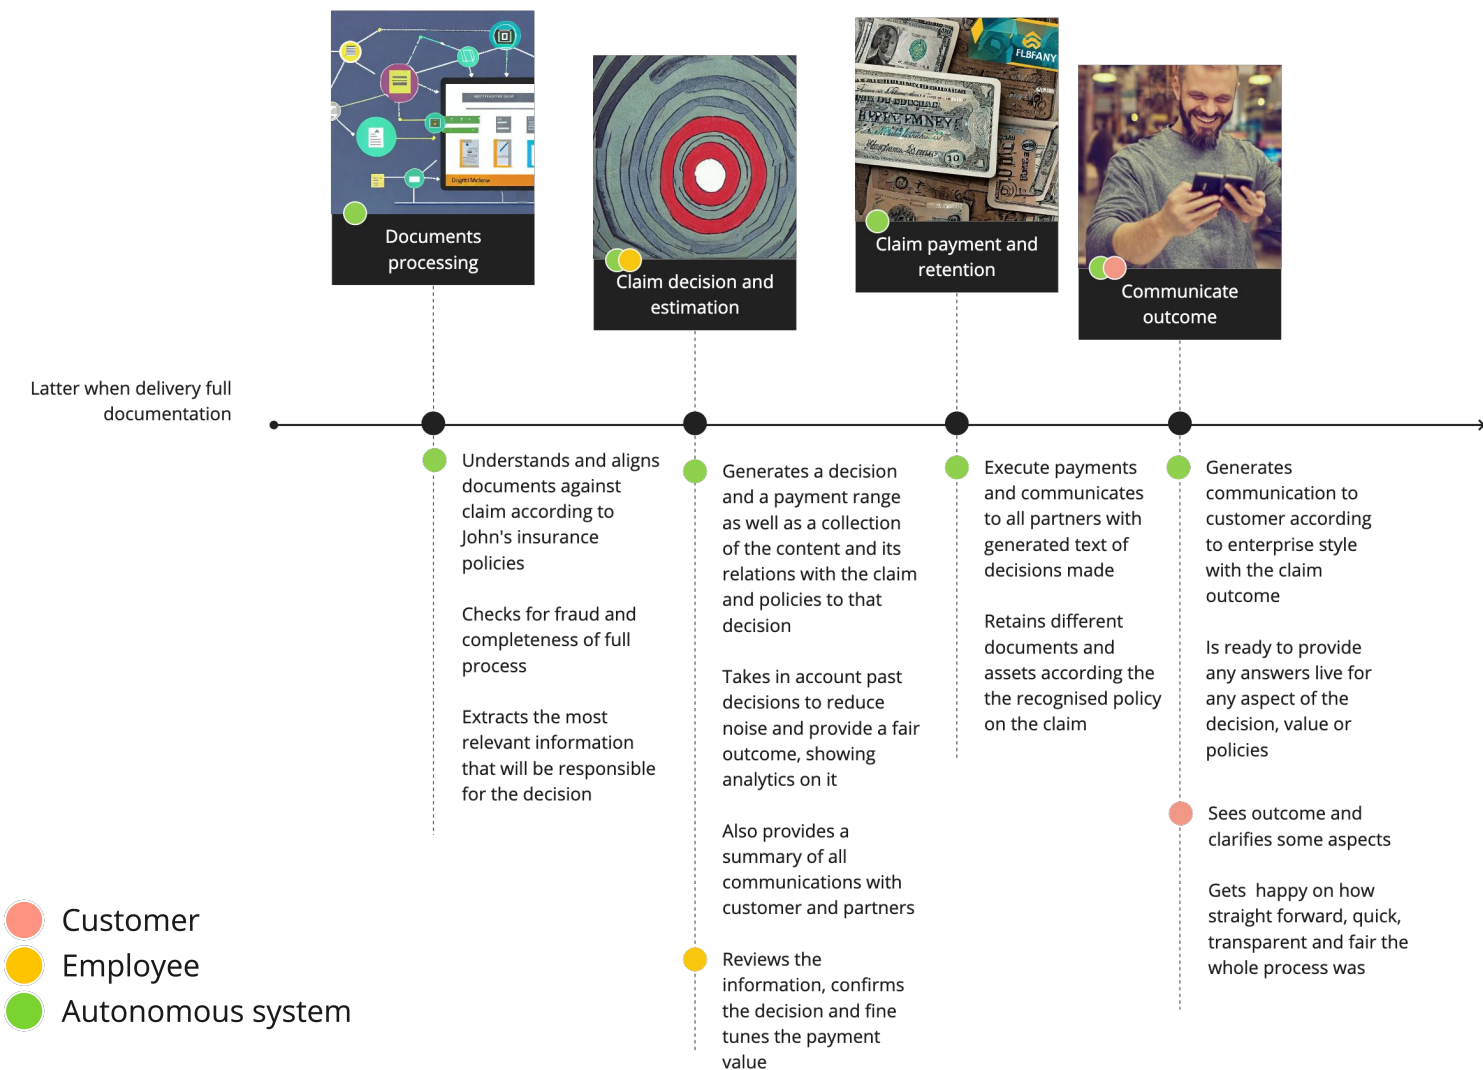 FLBFANY
10
Documents
processing
Claim decision and
estimation
Claim payment and
retention
Communicate
outcome
Latter when delivery full
documentation
Understands and aligns
documents against
claim according to
John's insurance
policies
Checks for fraud and
completeness of full
process
Extracts the most
relevant information
that will be responsible
for the decision
Generates a decision
and a payment range
as well as a collection
of the content and its
relations with the claim
and policies to that
decision
Takes in account past
decisions to reduce
noise and provide a fair
outcome, showing
analytics on it
Also provides a
summary of all
communications with
customer and partners
Reviews the
information, confirms
the decision and fine
tunes the payment
value
Execute payments
and communicates
to all partners with
generated text of
decisions made
Retains different
documents and
assets according the
the recognised policy
on the claim
Generates
communication to
customer according
to enterprise style
with the claim
outcome
Is ready to provide
any answers live for
any aspect of the
decision, value or
policies
Sees outcome and
clarifies some aspects
Gets  happy on how
straight forward, quick,
transparent and fair the
whole process was
Customer
Employee
Autonomous system